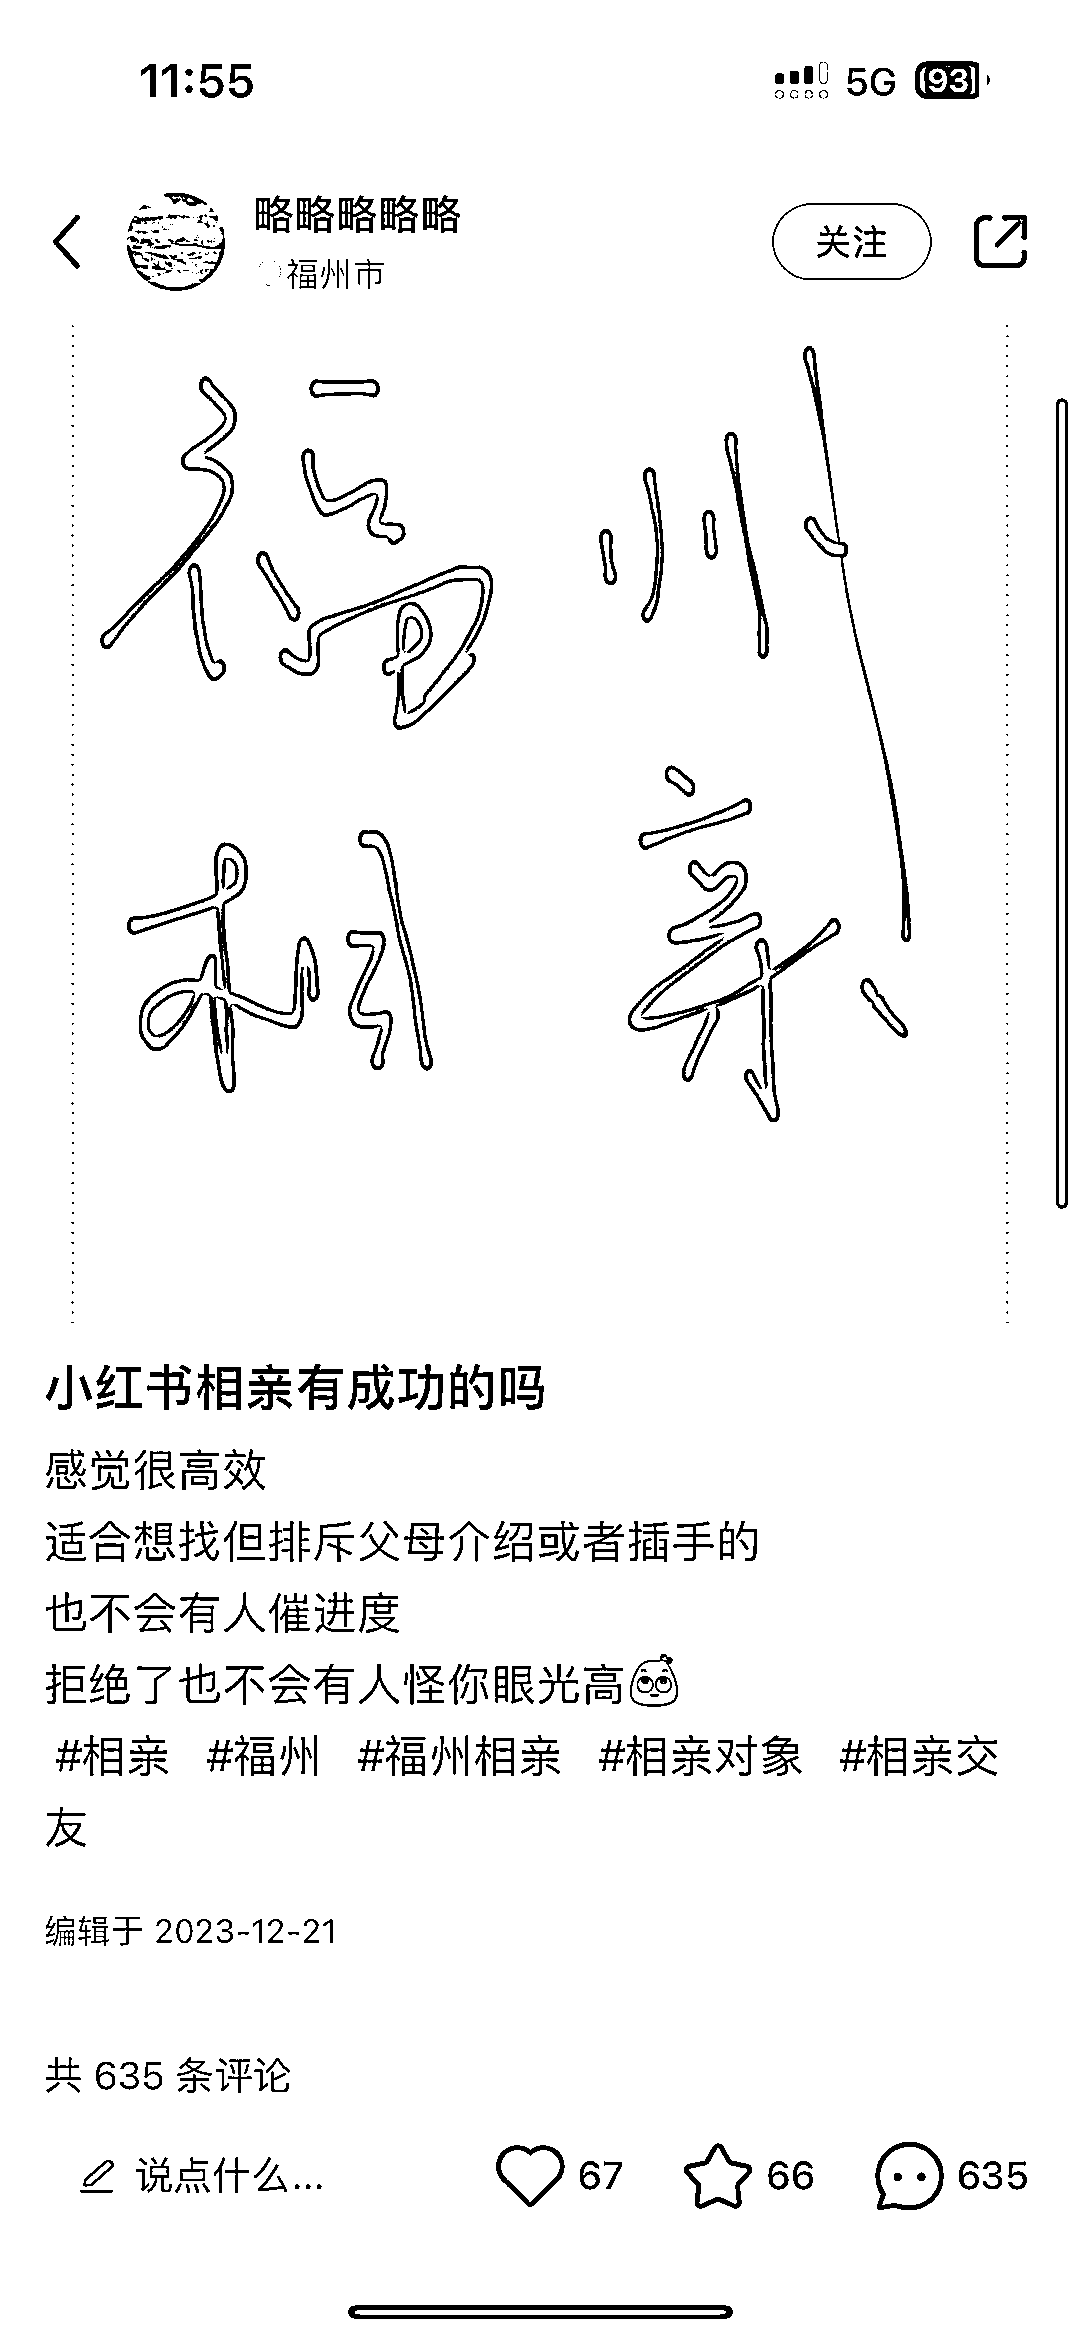 11:55
5G 93
略略略略略
福州市
关注
福州
相亲
小红书相亲有成功的吗
感觉很高效
适合想找但排斥父母介绍或者插手的
也不会有人催进度
拒绝了也不会有人怪你眼光高
#相亲 #福州 #福州相亲 #相亲对象 #相亲交
友
编辑于 2023-12-21
共 635 条评论
说点什么... 67 66 635